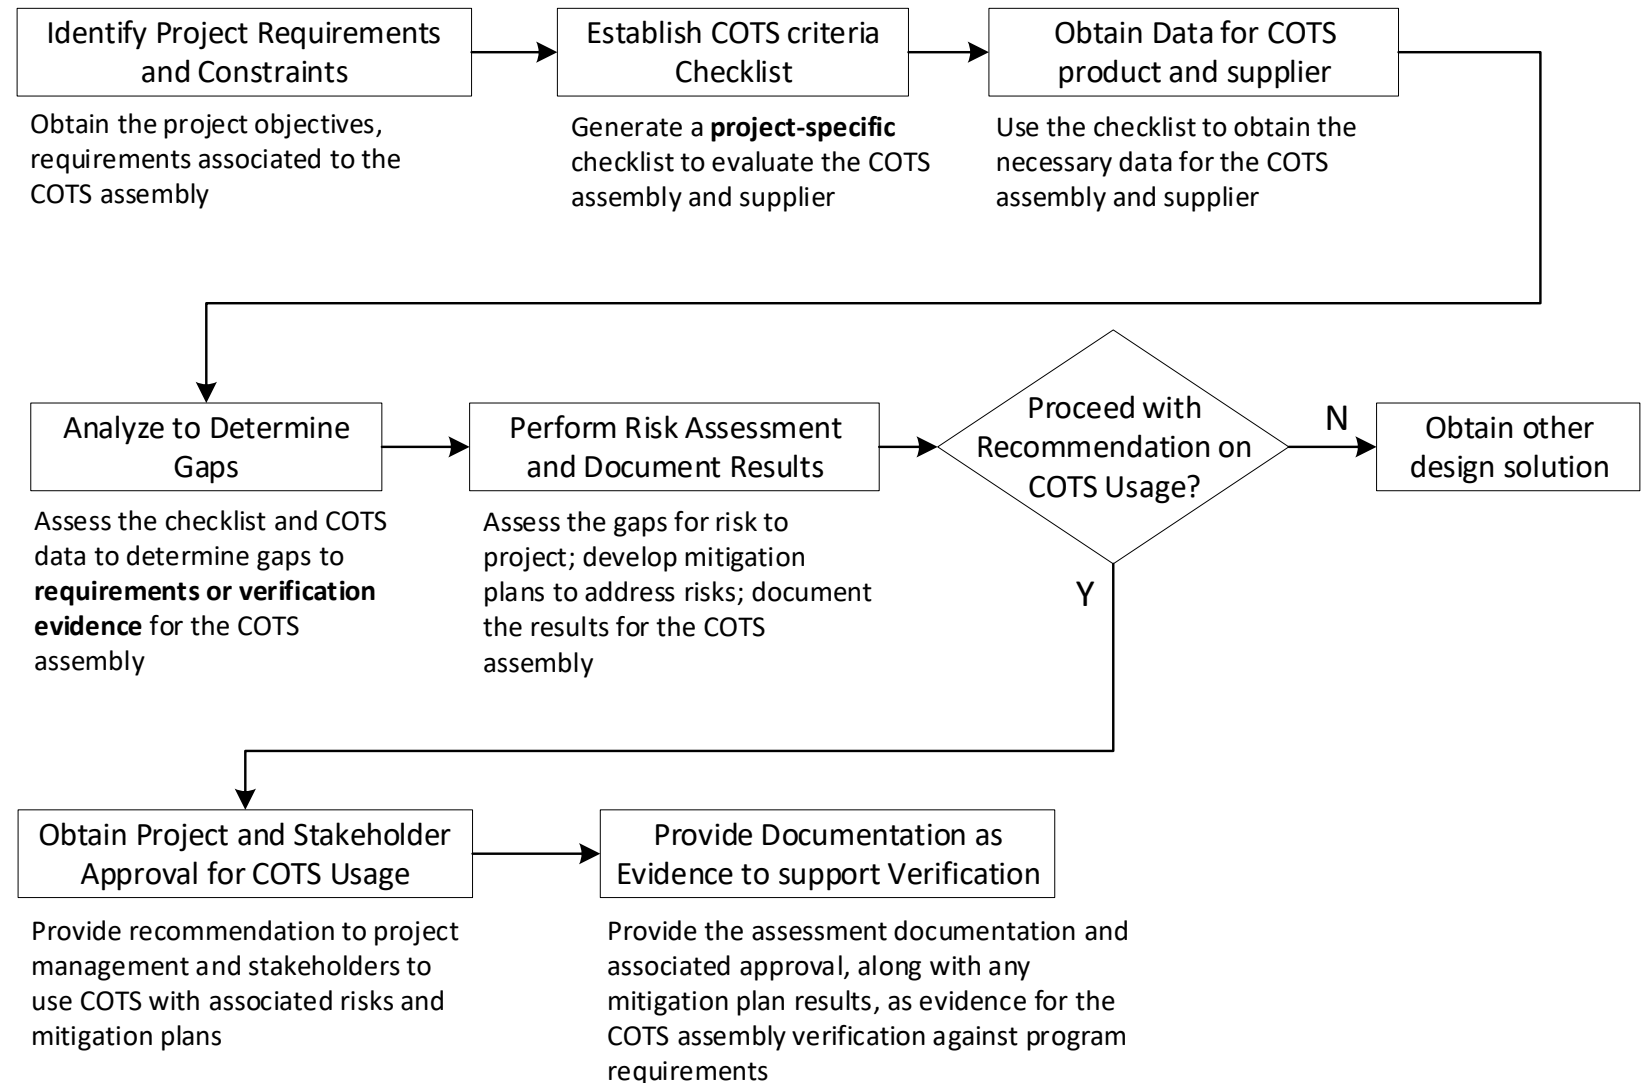 Identify Project Requirements
and Constraints
Obtain the project objectives,
requirements associated to the
COTS assembly
Establish COTS criteria
Checklist
Generate a project-specific
checklist to evaluate the COTS
assembly and supplier
Obtain Data for COTS
product and supplier
Use the checklist to obtain the
necessary data for the COTS
assembly and supplier
Analyze to Determine
Gaps
Assess the checklist and COTS
data to determine gaps to
requirements or verification
evidence for the COTS
assembly
Perform Risk Assessment
and Document Results
Assess the gaps for risk to
project; develop mitigation
plans to address risks; document
the results for the COTS
assembly
Proceed with
Recommendation on
COTS Usage?
N
Obtain other
design solution
Y
Obtain Project and Stakeholder
Approval for COTS Usage
Provide recommendation to project
management and stakeholders to
use COTS with associated risks and
mitigation plans
Provide Documentation as
Evidence to support Verification
Provide the assessment documentation and
associated approval, along with any
mitigation plan results, as evidence for the
COTS assembly verification against program
requirements